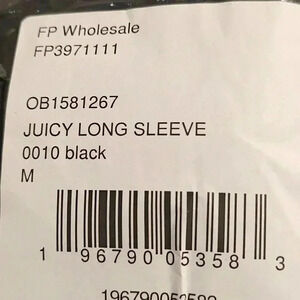 FP Wholesale
FP3971111
OB1581267
JUICY LONG SLEEVE
0010 black
M
1 96790 05358 3